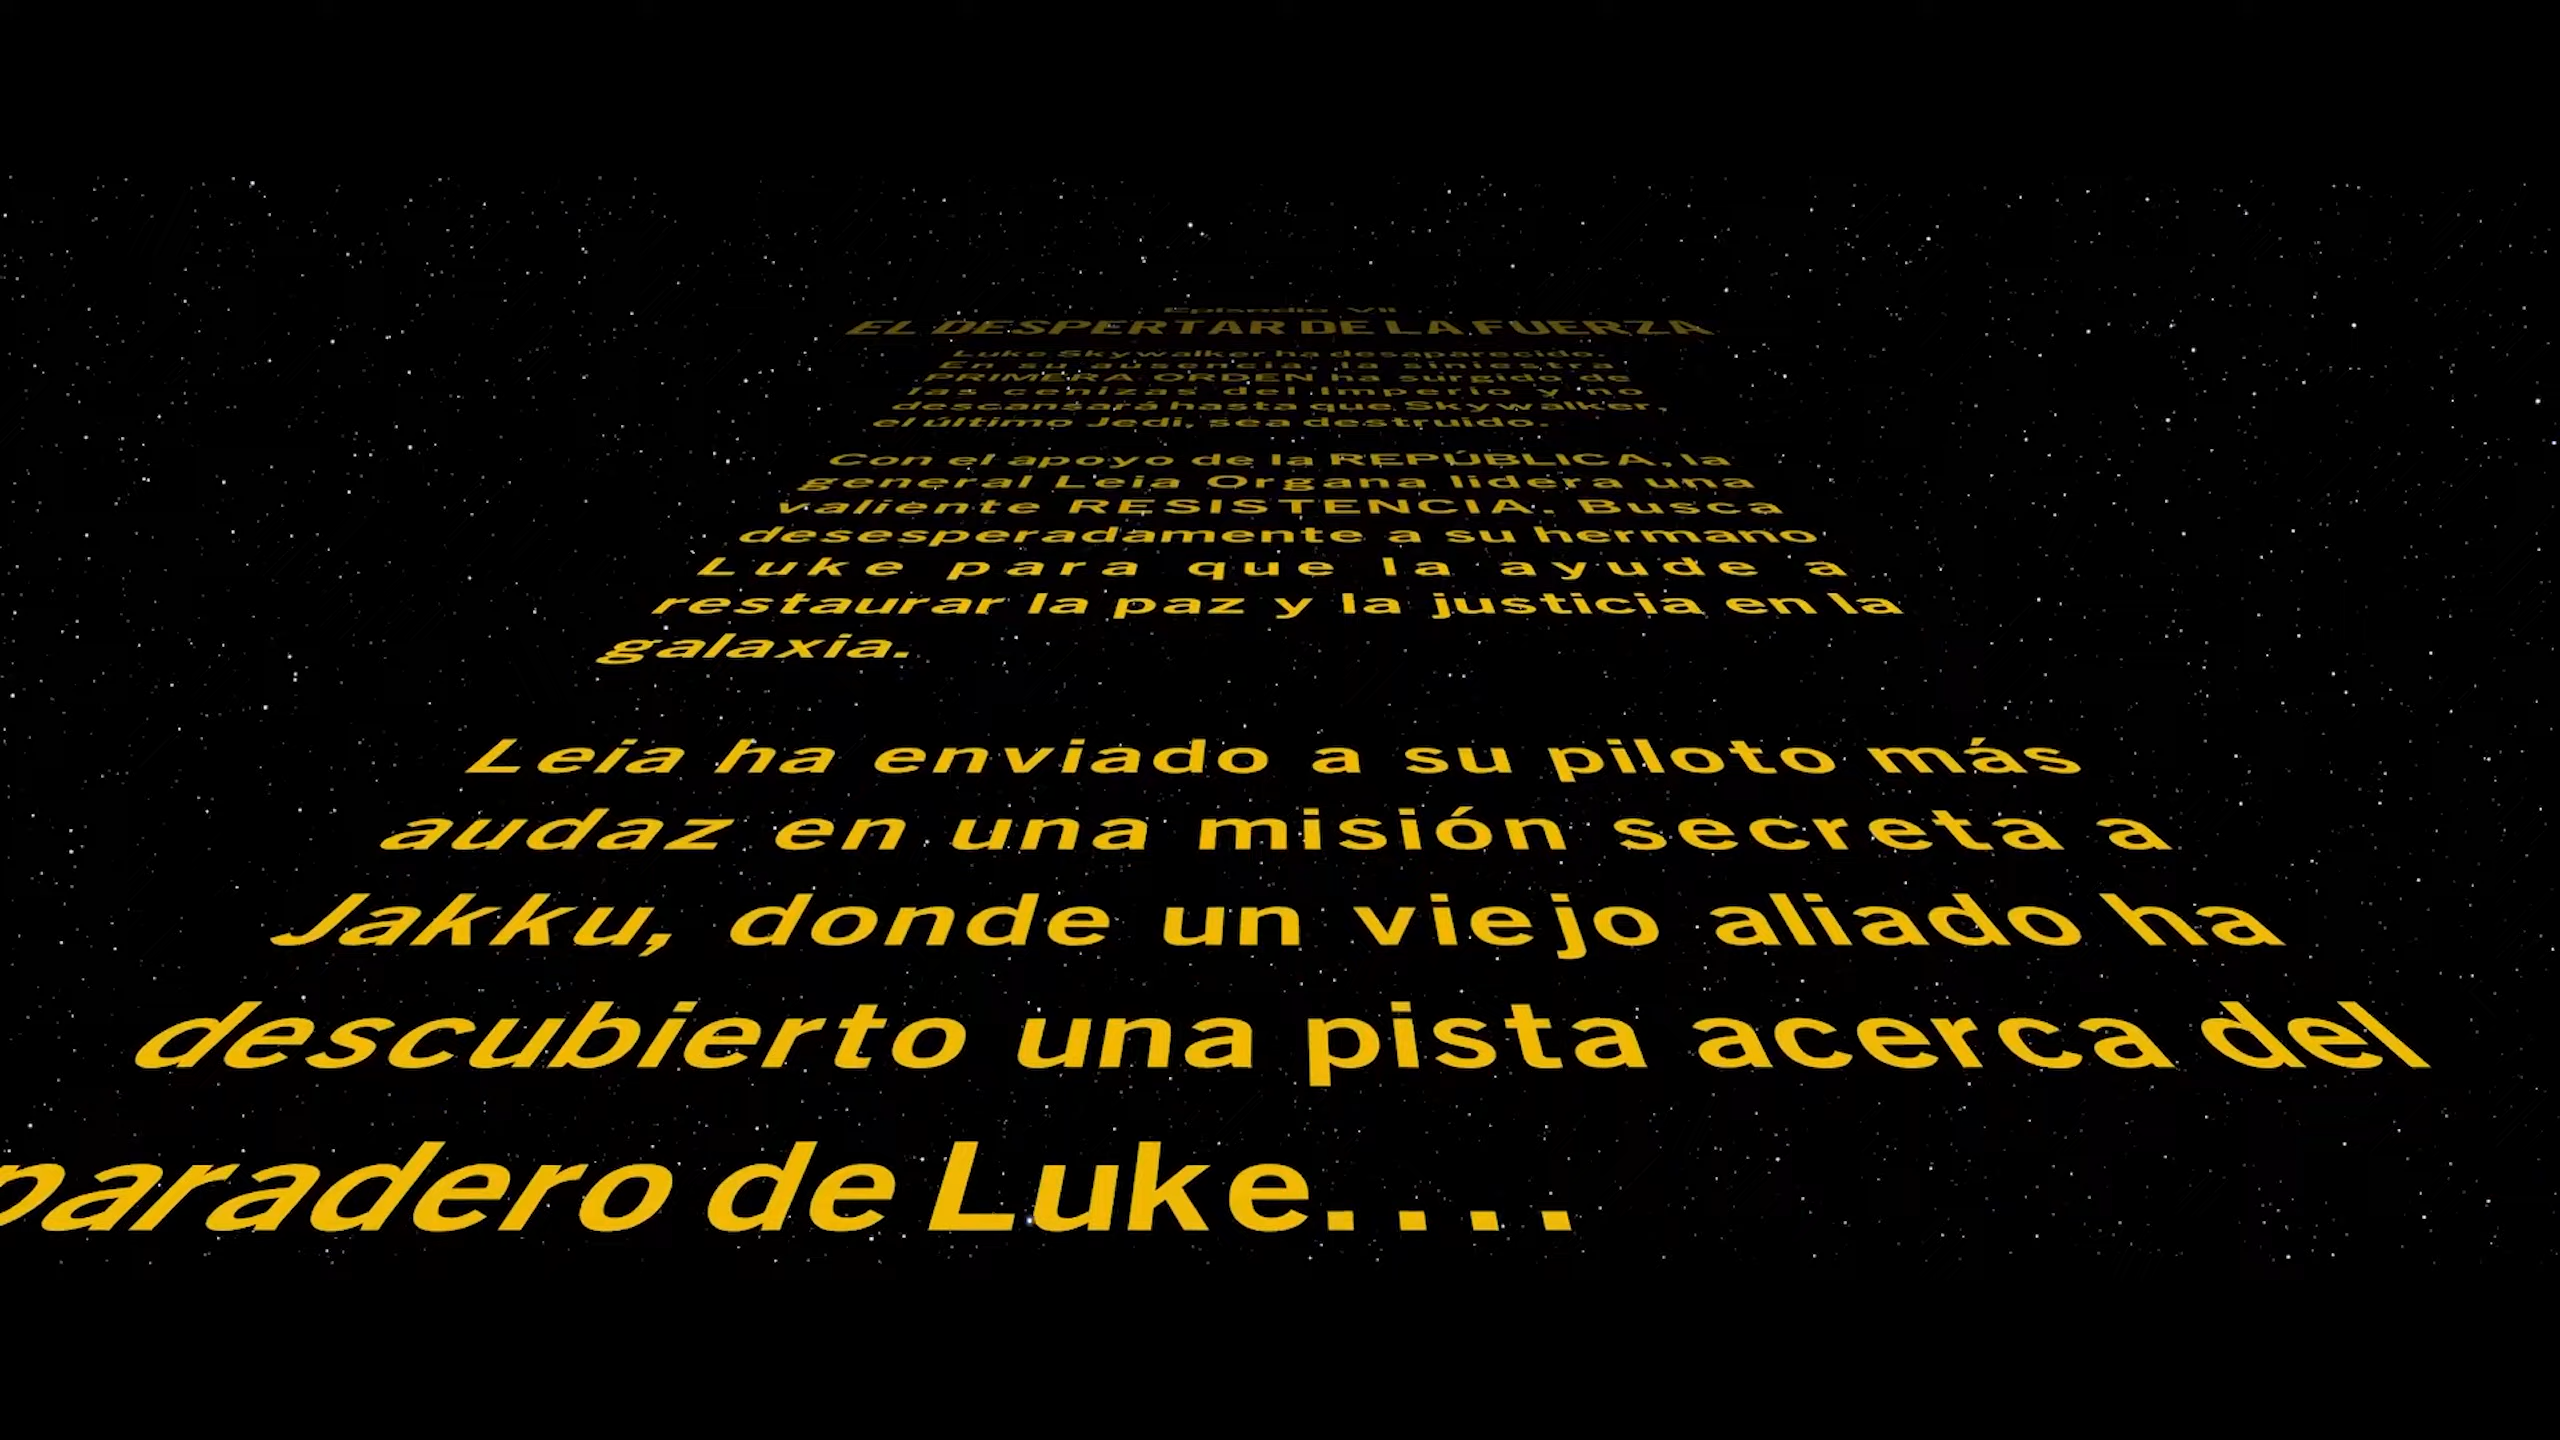 Episodio VII
EL DESPERTAR DE LA FUERZA
Luke Skywalker ha desaparecido.
En su ausencia, la siniestra
PRIMERA ORDEN ha surgido de
las cenizas del Imperio y no
descansará hasta que Skywalker,
el último Jedi, sea destruido.
Con el apoyo de la REPÚBLICA, la
general Leia Organa lidera una
valiente RESISTENCIA. Busca
desesperadamente a su hermano
Luke para que la ayude a
restaurar la paz y la justicia en la
galaxia.
Leia ha enviado a su piloto más
audaz en una misión secreta a
Jakku, donde un viejo aliado ha
descubierto una pista acerca del
paradero de Luke....